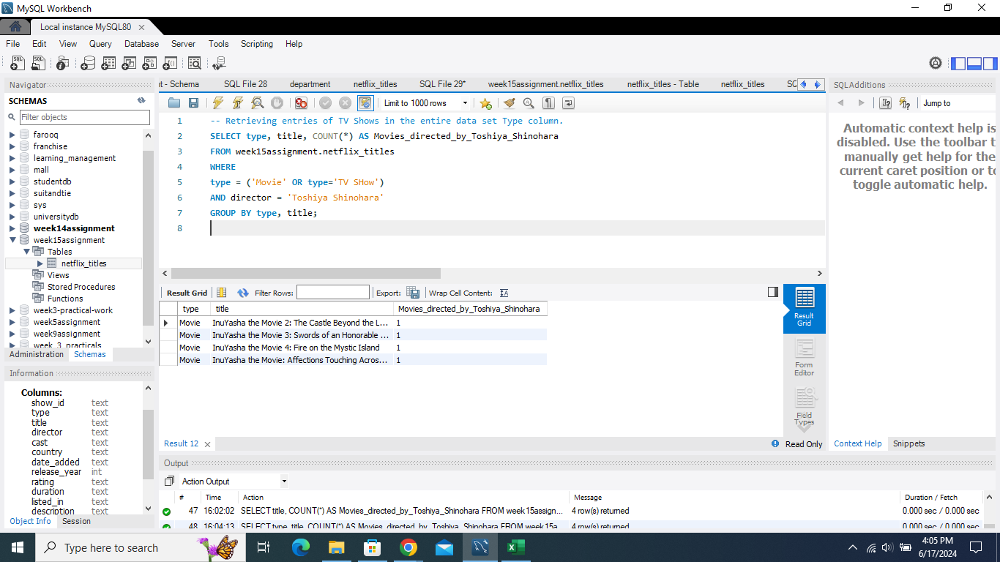 MySQL Workbench
Local instance MySQL80
File Edit View Query Database Server Tools Scripting Help
Navigator
SCHEMAS
Filter objects
farooq
franchise
learning_management
mall
studentdb
suitandtie
sys
universitydb
week14assignment
week15assignment
Tables
netflix_titles
Views
Stored Procedures
Functions
week3-practical-work
week5assignment
week9assignment
week_3_practicals
Administration Schemas
Information
Columns:
show_id text
type text
title text
director text
cast text
country text
date_added text
release_year int
rating text
duration text
listed_in text
description text
Object Info Session
nt - Schema SQL File 28 department netflix_titles SQL File 29* week15assignment.netflix_titles netflix_titles - Table netflix_titles SQ
Limit to 1000 rows
1 -- Retrieving entries of TV Shows in the entire data set Type column.
2 SELECT type, title, COUNT(*) AS Movies_directed_by_Toshiya_Shinohara
3 FROM week15assignment.netflix_titles
4 WHERE
5 type = ('Movie' OR type='TV SHow')
6 AND director = 'Toshiya Shinohara'
7 GROUP BY type, title;
8
Result Grid Filter Rows: Export: Wrap Cell Content:
type title Movies_directed_by_Toshiya_Shinohara
Movie InuYasha the Movie 2: The Castle Beyond the L... 1
Movie InuYasha the Movie 3: Swords of an Honorable ... 1
Movie InuYasha the Movie 4: Fire on the Mystic Island 1
Movie InuYasha the Movie: Affections Touching Acros... 1
Result Grid
Form Editor
Field Types
Result 12
Read Only
SQLAdditions
Jump to
Automatic context help is
disabled. Use the toolbar t
manually get help for the
current caret position or to
toggle automatic help.
Context Help Snippets
Output
Action Output
# Time Action Message Duration / Fetch
47 16:02:02 SELECT title, COUNT(*) AS Movies_directed_by_Toshiya_Shinohara FROM week15assign... 4 row(s) returned 0.000 sec / 0.000 sec
48 16:04:13 SELECT type, title, COUNT(*) AS Movies_directed_by_Toshiya_Shinohara FROM week15a... 4 row(s) returned 0.000 sec / 0.000 sec
Type here to search
4:05 PM
6/17/2024